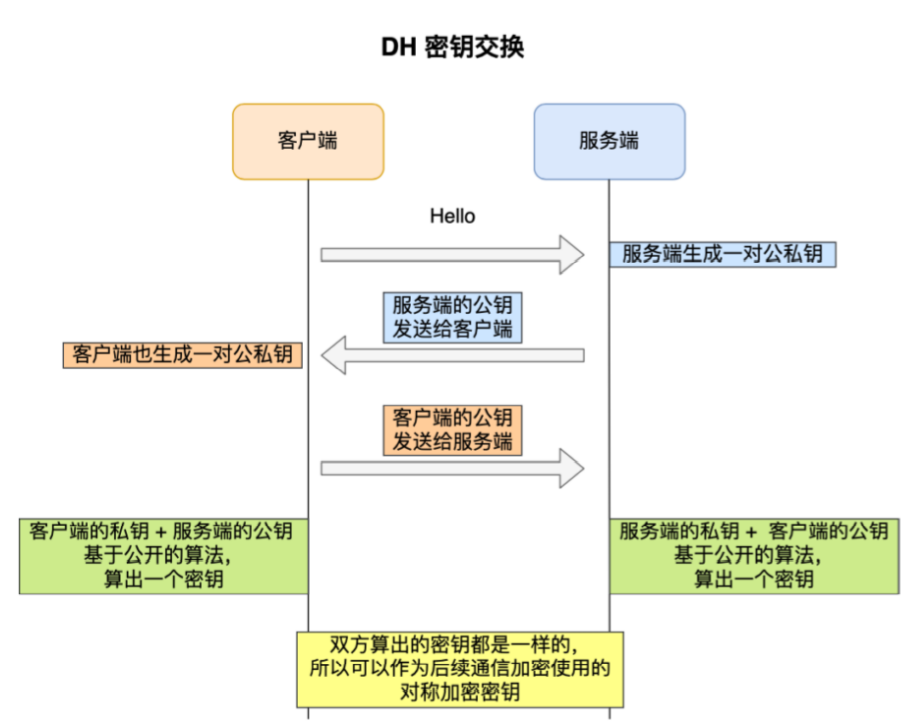 DH 密钥交换
客户端
服务端
Hello
服务端生成一对公私钥
服务端的公钥
发送给客户端
客户端也生成一对公私钥
客户端的公钥
发送给服务端
客户端的私钥 + 服务端的公钥
基于公开的算法，
算出一个密钥
服务端的私钥 + 客户端的公钥
基于公开的算法，
算出一个密钥
双方算出的密钥都是一样的，
所以可以作为后续通信加密使用的
对称加密密钥